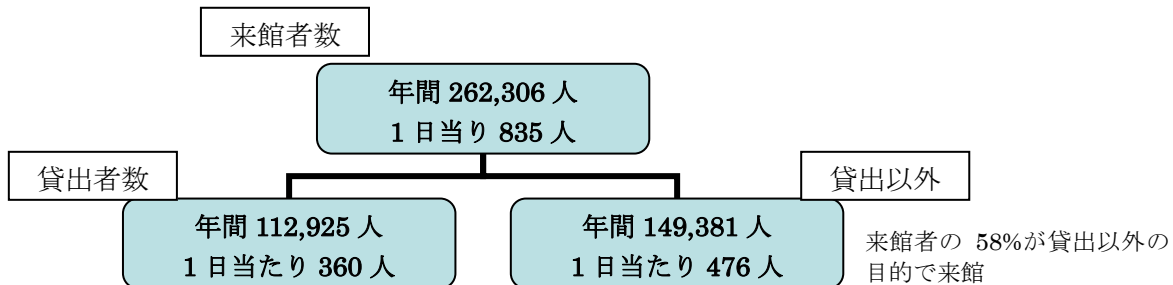 来館者数
年間 262,306 人
1 日当り 835 人
貸出者数
貸出以外
年間 112,925 人
1 日当たり 360 人
年間 149,381 人
1 日当たり 476 人
来館者の 58%が貸出以外の
目的で来館